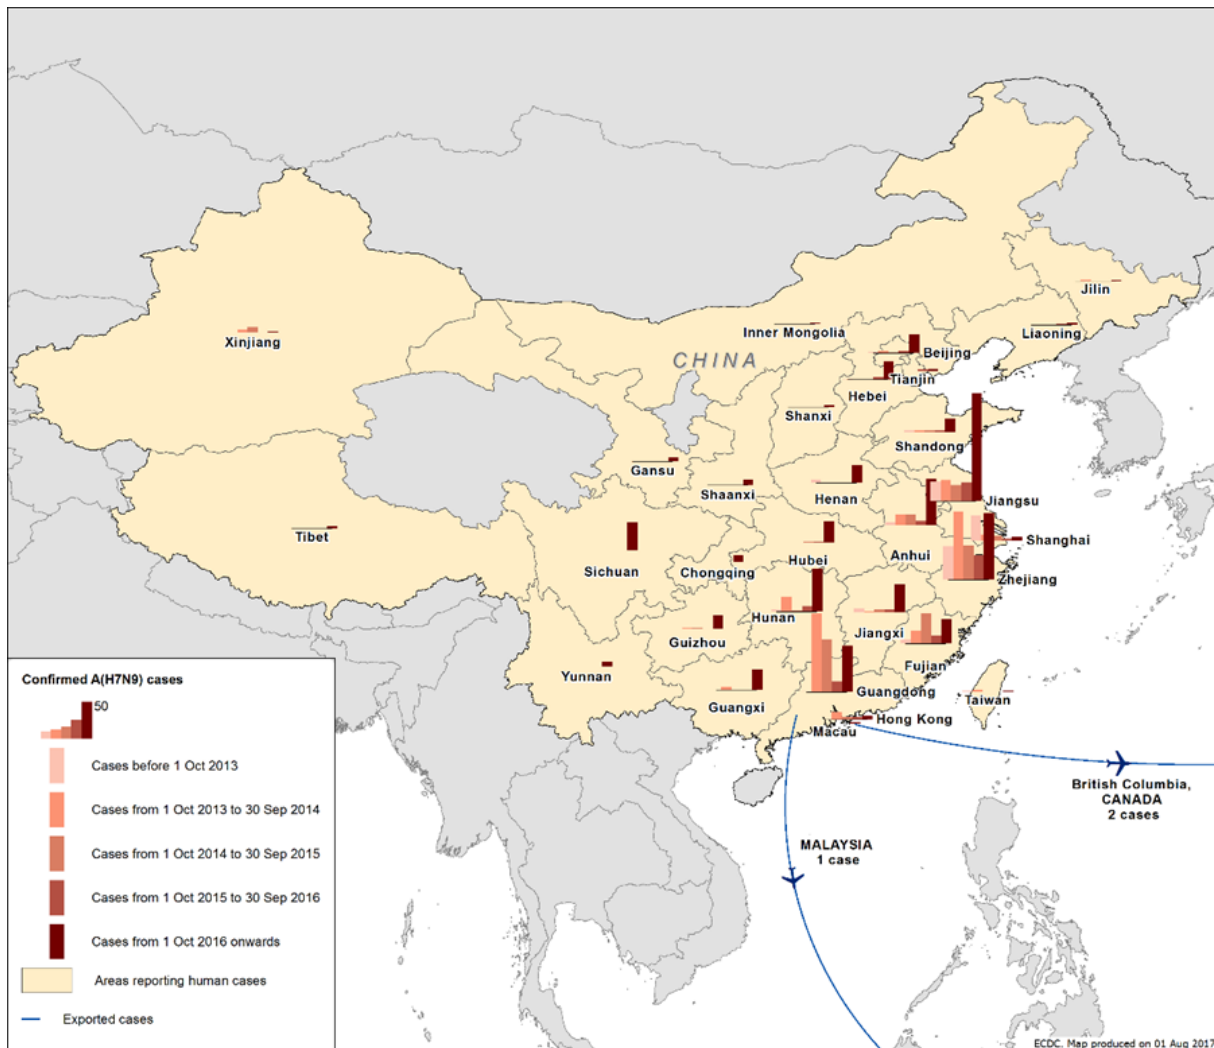 Jilin
Inner Mongolia
Liaoning
Xinjiang
Beijing
CHINA
Tianjin
Hebei
Shanxi
Shandong
Gansu
Shaanxi
Henan
Jiangsu
Tibet
Shanghai
Hubei
Anhui
Sichuan
Chongqing
Zhejiang
Hunan
Jiangxi
Guizhou
Fujian
Yunnan
Guangdong
Taiwan
Guangxi
Hong Kong
Macau
British Columbia,
CANADA
2 cases
MALAYSIA
1 case
Confirmed A(H7N9) cases
50
Cases before 1 Oct 2013
Cases from 1 Oct 2013 to 30 Sep 2014
Cases from 1 Oct 2014 to 30 Sep 2015
Cases from 1 Oct 2015 to 30 Sep 2016
Cases from 1 Oct 2016 onwards
Areas reporting human cases
Exported cases
ECDC. Map produced on 01 Aug 2017